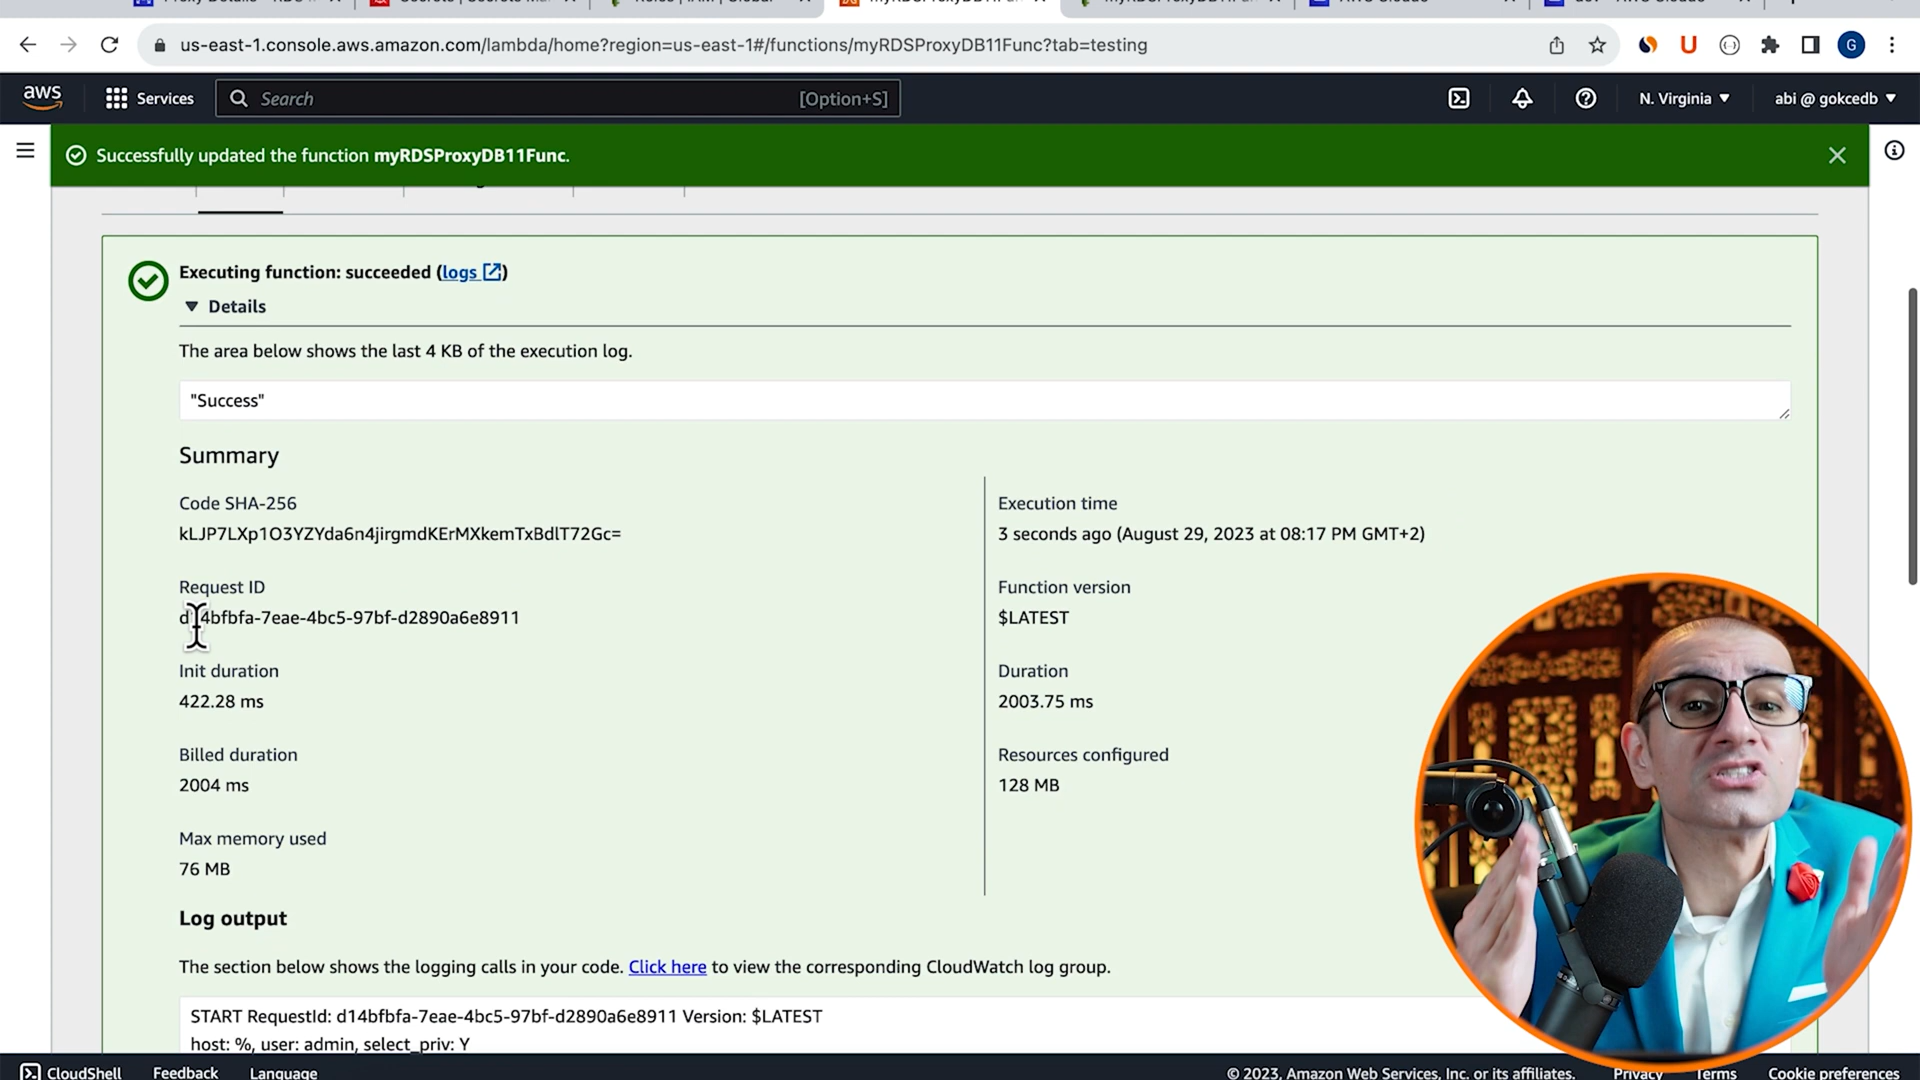 us-east-1.console.aws.amazon.com/lambda/home?region=us-east-1#/functions/myRDSProxyDB11Func?tab=testing
U
G
aws
Services
Search
[Option+S]
N. Virginia
abi @ gokcedb
Successfully updated the function myRDSProxyDB11Func.
Executing function: succeeded (logs)
Details
The area below shows the last 4 KB of the execution log.
"Success"
Summary
Code SHA-256
kLJP7LXp1O3YZYda6n4jirgmdKErMXkemTxBdlT72Gc=
Execution time
3 seconds ago (August 29, 2023 at 08:17 PM GMT+2)
Request ID
d14bfbfa-7eae-4bc5-97bf-d2890a6e8911
Function version
$LATEST
Init duration
422.28 ms
Duration
2003.75 ms
Billed duration
2004 ms
Resources configured
128 MB
Max memory used
76 MB
Log output
The section below shows the logging calls in your code. Click here to view the corresponding CloudWatch log group.
START RequestId: d14bfbfa-7eae-4bc5-97bf-d2890a6e8911 Version: $LATEST
host: %, user: admin, select_priv: Y
CloudShell
Feedback
Language
© 2023, Amazon Web Services, Inc. or its affiliates.
Privacy
Terms
Cookie preferences